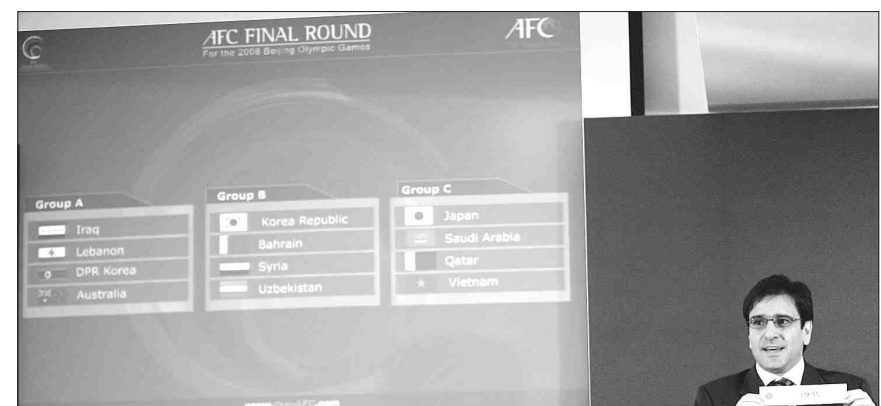 AFC FINAL ROUND
For the 2008 Beijing Olympic Games
AFC
Group A
Iraq
Lebanon
DPR Korea
Australia
Group B
Korea Republic
Bahrain
Syria
Uzbekistan
Group C
Japan
Saudi Arabia
Qatar
Vietnam
www.the-AFC.com